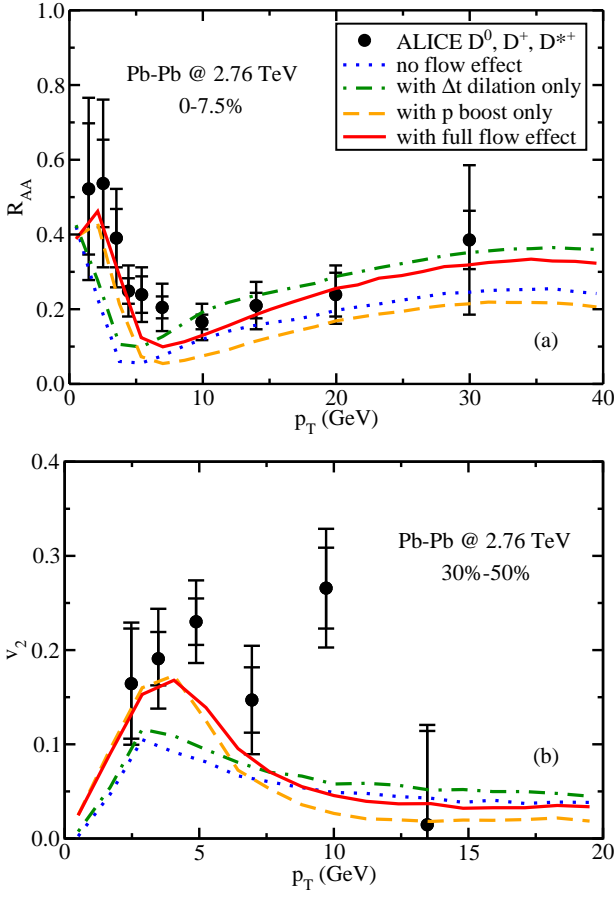 1.0
0.8
0.6
0.4
0.2
0.0
R_AA
Pb-Pb @ 2.76 TeV
0-7.5%
ALICE D^0, D^+, D*^+
no flow effect
with Δt dilation only
with p boost only
with full flow effect
(a)
0 10 20 30 40
p_T (GeV)
0.4
0.3
0.2
0.1
0.0
v_2
Pb-Pb @ 2.76 TeV
30%-50%
(b)
0 5 10 15 20
p_T (GeV)